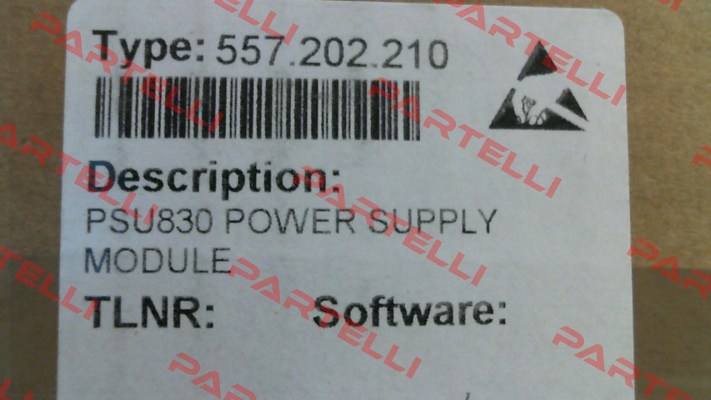 Type: 557.202.210
Description:
PSU830 POWER SUPPLY
MODULE
TLNR: Software:
PARTELLI